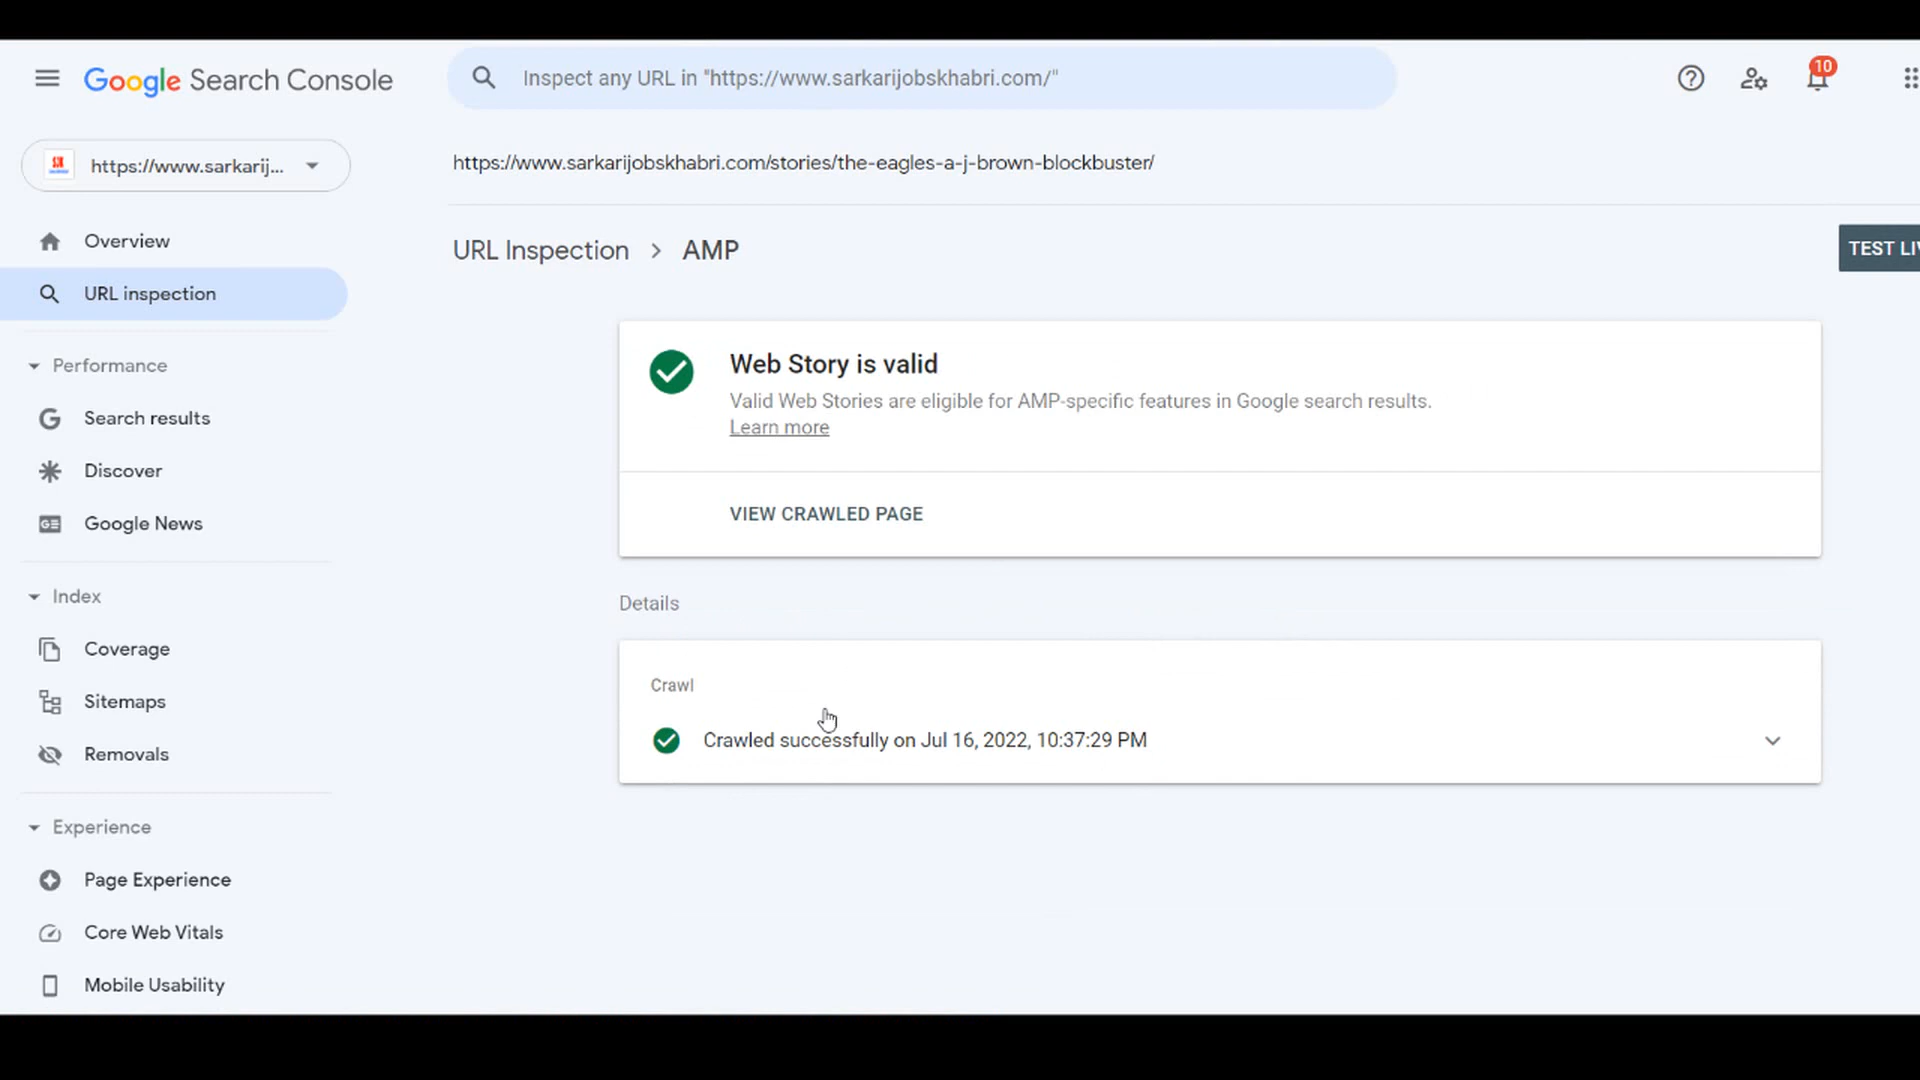 Google Search Console
Inspect any URL in "https://www.sarkarijobskhabri.com/"
10
https://www.sarkarij...
https://www.sarkarijobskhabri.com/stories/the-eagles-a-j-brown-blockbuster/
Overview
URL inspection
Performance
Search results
Discover
Google News
Index
Coverage
Sitemaps
Removals
Experience
Page Experience
Core Web Vitals
Mobile Usability
URL Inspection > AMP
TEST LIV
Web Story is valid
Valid Web Stories are eligible for AMP-specific features in Google search results.
Learn more
VIEW CRAWLED PAGE
Details
Crawl
Crawled successfully on Jul 16, 2022, 10:37:29 PM